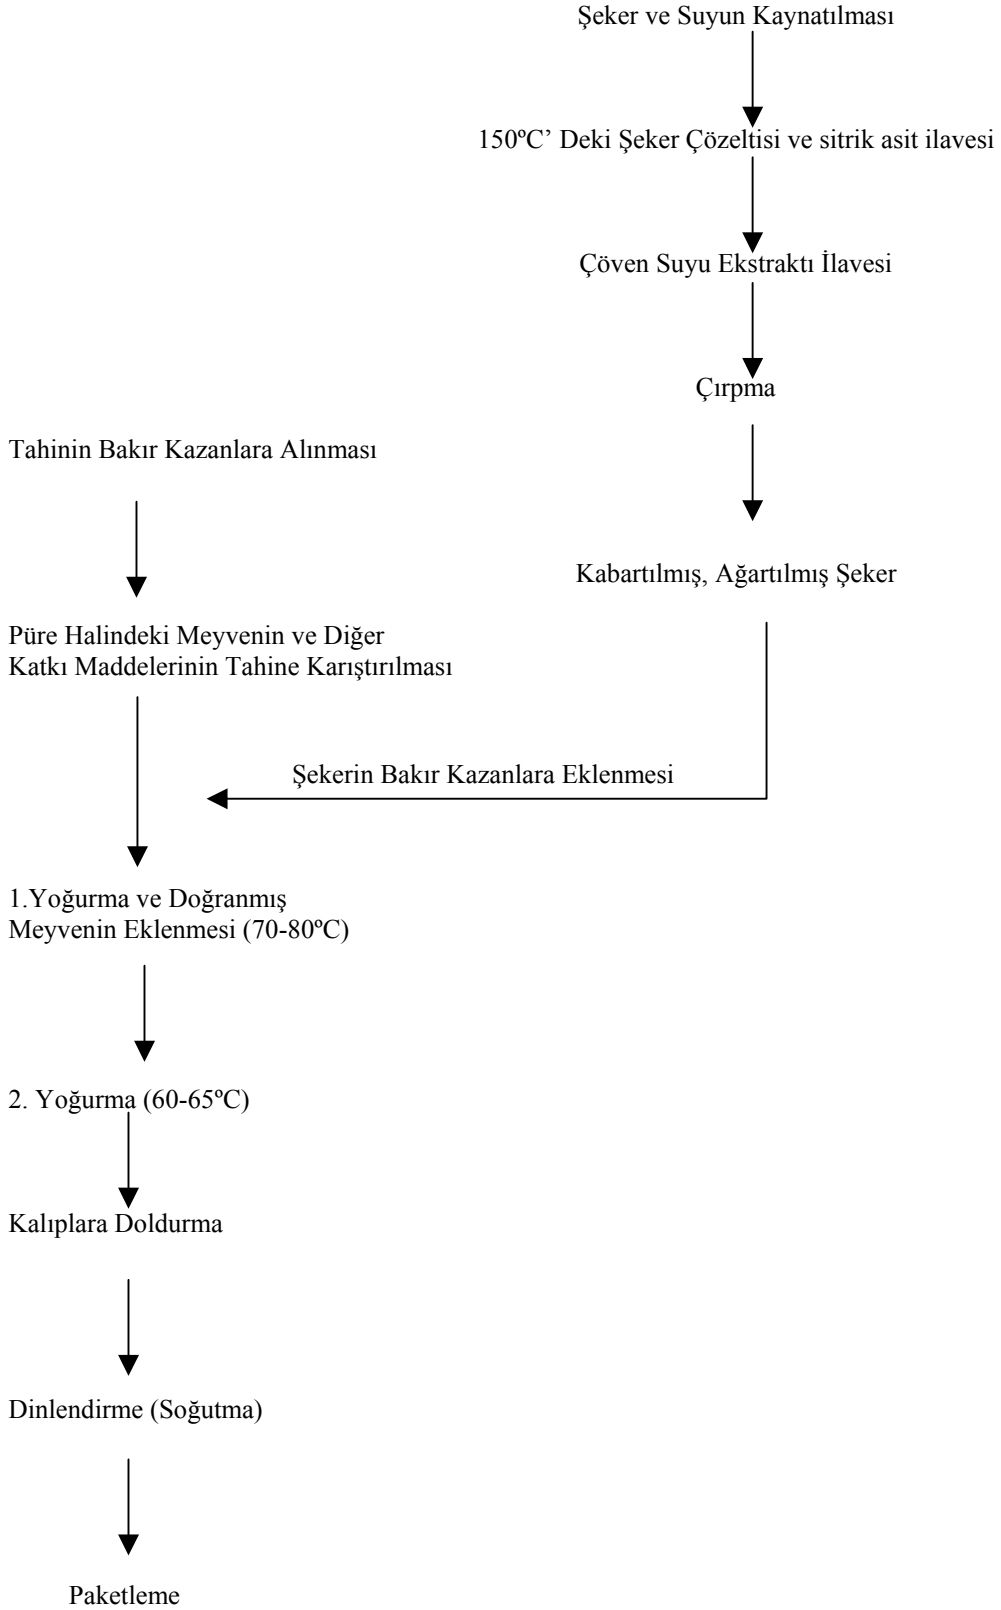 Şeker ve Suyun Kaynatılması
150ºC’ Deki Şeker Çözeltisi ve sitrik asit ilavesi
Çöven Suyu Ekstraktı İlavesi
Çırpma
Tahinin Bakır Kazanlara Alınması
Kabartılmış, Ağartılmış Şeker
Püre Halindeki Meyvenin ve Diğer
Katkı Maddelerinin Tahine Karıştırılması
Şekerin Bakır Kazanlara Eklenmesi
1.Yoğurma ve Doğranmış
Meyvenin Eklenmesi (70-80ºC)
2. Yoğurma (60-65ºC)
Kalıplara Doldurma
Dinlendirme (Soğutma)
Paketleme